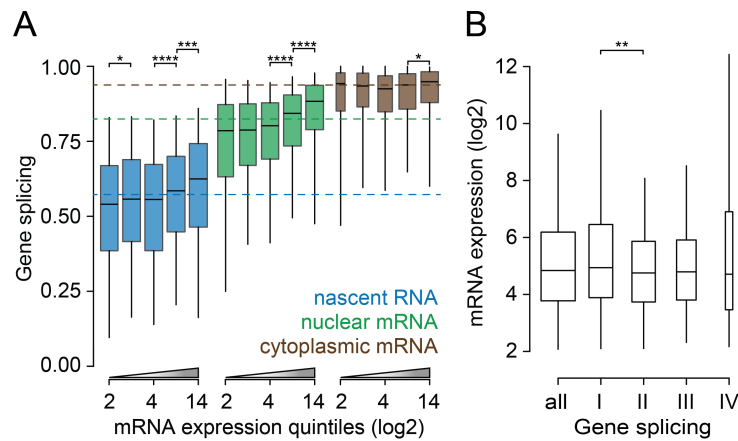 A
Gene splicing
1.00
0.75
0.50
0.25
0.00
* **** ***
**** ****
*
nascent RNA
nuclear mRNA
cytoplasmic mRNA
2 4 14 2 4 14 2 4 14
mRNA expression quintiles (log2)
B
mRNA expression (log2)
12
10
8
6
4
2
**
all I II III IV
Gene splicing